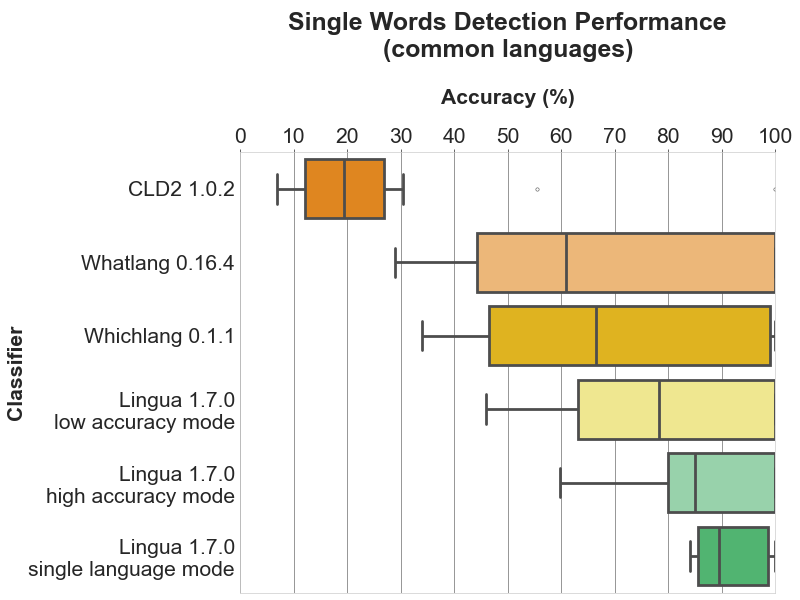 Single Words Detection Performance
(common languages)
Accuracy (%)
0 10 20 30 40 50 60 70 80 90 100
Classifier
CLD2 1.0.2
Whatlang 0.16.4
Whichlang 0.1.1
Lingua 1.7.0
low accuracy mode
Lingua 1.7.0
high accuracy mode
Lingua 1.7.0
single language mode